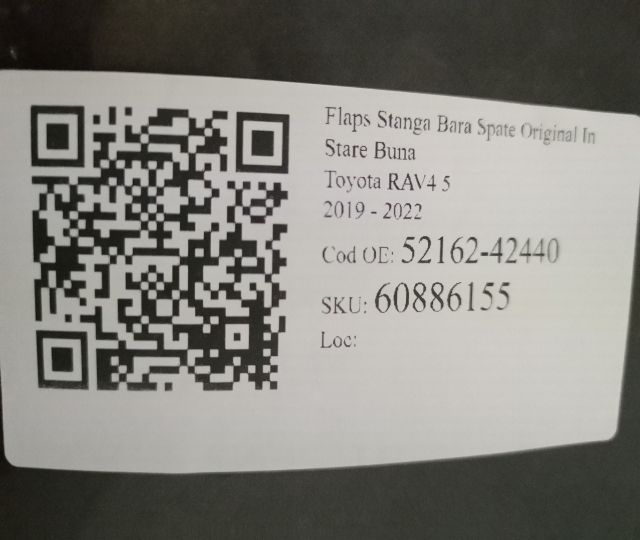 Flaps Stanga Bara Spate Original In
Stare Buna
Toyota RAV4 5
2019 - 2022
Cod OE: 52162-42440
SKU: 60886155
Loc: